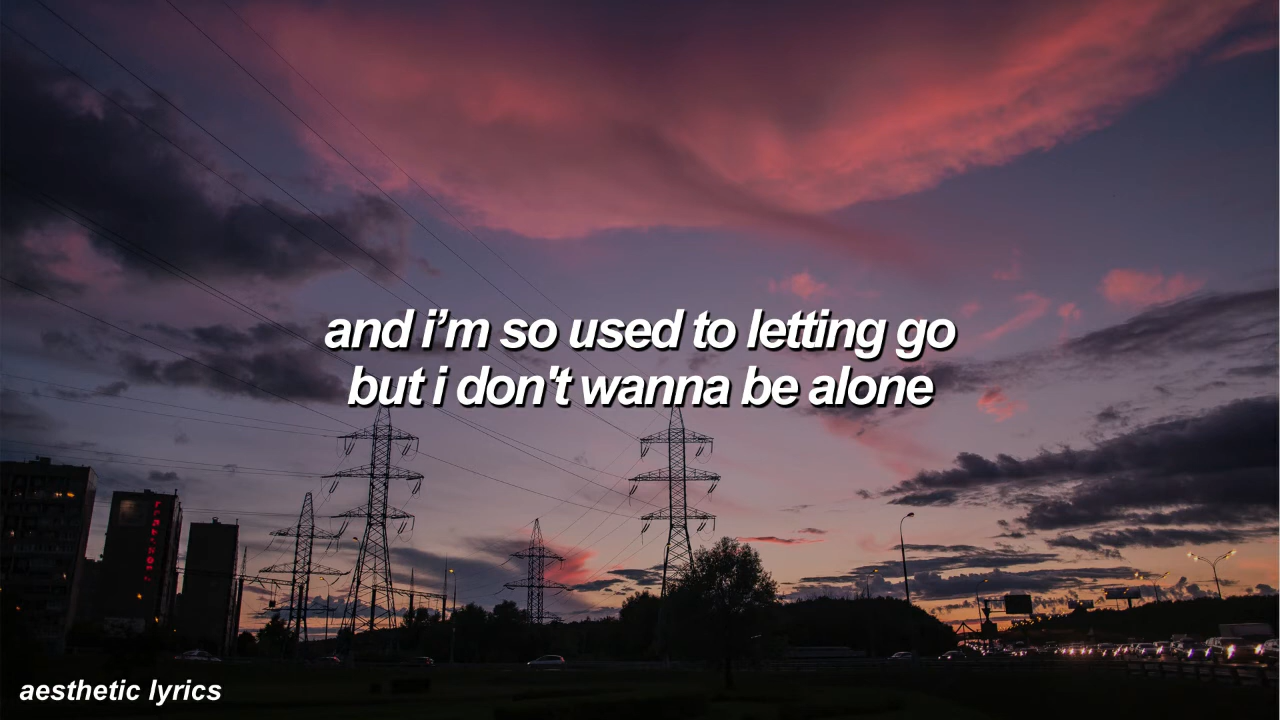 and i’m so used to letting go
but i don't wanna be alone
aesthetic lyrics